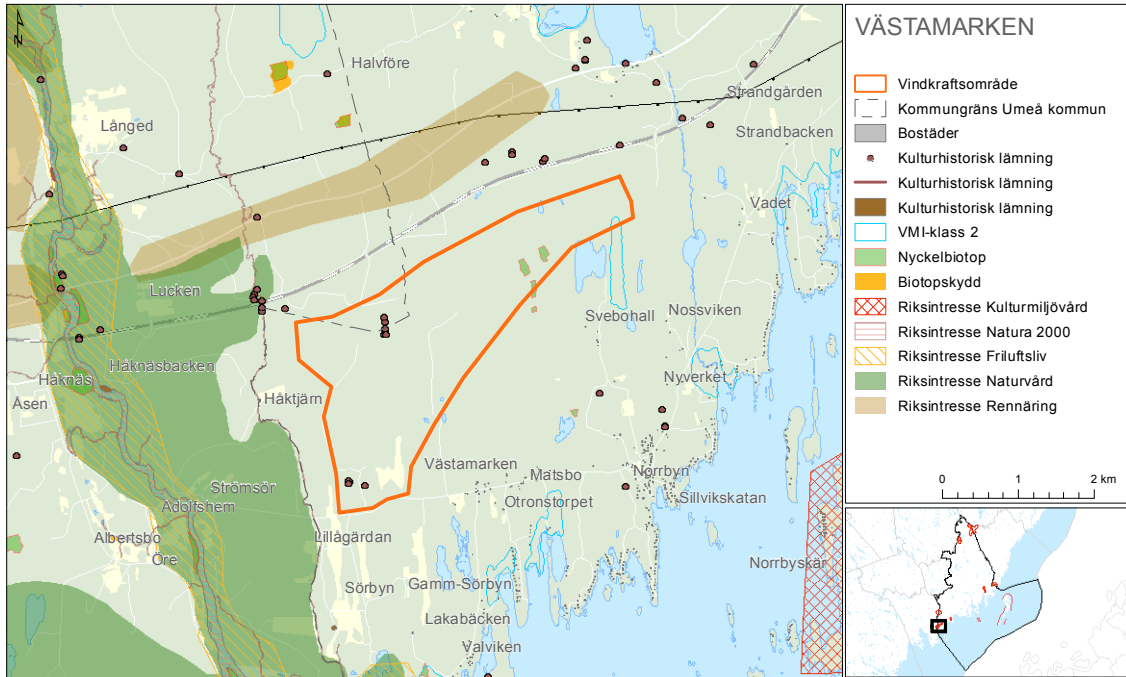 N
Halvföre
Strandgården
Långed
Strandbacken
Vadet
Lucken
Svebohall
Nossviken
Håknäsbacken
Nyverket
Håknäs
Håktjärn
Åsen
Västamarken
Matsbo
Norrbyn
Strömsör
Otronstorpet
Sillvikskatan
Adolfshem
Albertsbo
Lillågärdan
Öre
Norrbyskär
Sörbyn
Gamm-Sörbyn
Lakabäcken
Valviken
VÄSTAMARKEN
Vindkraftsområde
Kommungräns Umeå kommun
Bostäder
Kulturhistorisk lämning
Kulturhistorisk lämning
Kulturhistorisk lämning
VMI-klass 2
Nyckelbiotop
Biotopskydd
Riksintresse Kulturmiljövård
Riksintresse Natura 2000
Riksintresse Friluftsliv
Riksintresse Naturvård
Riksintresse Rennäring
0 1 2 km